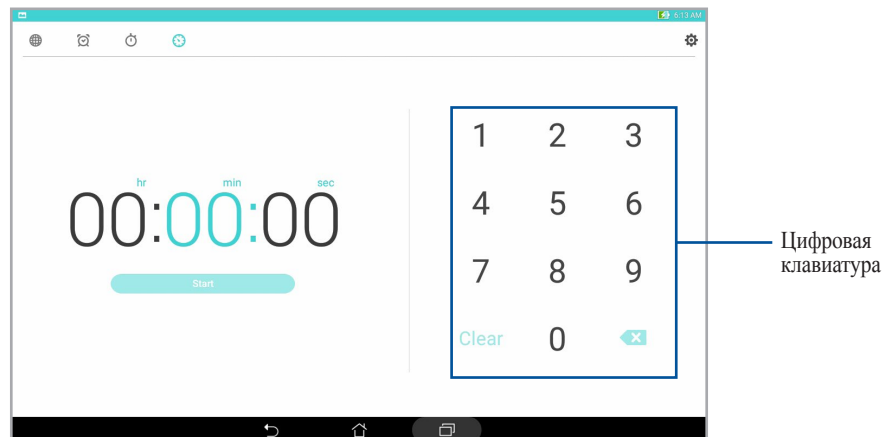 6:13 AM
hr min sec
00:00:00
Start
1 2 3
4 5 6
7 8 9
Clear 0
Цифровая
клавиатура